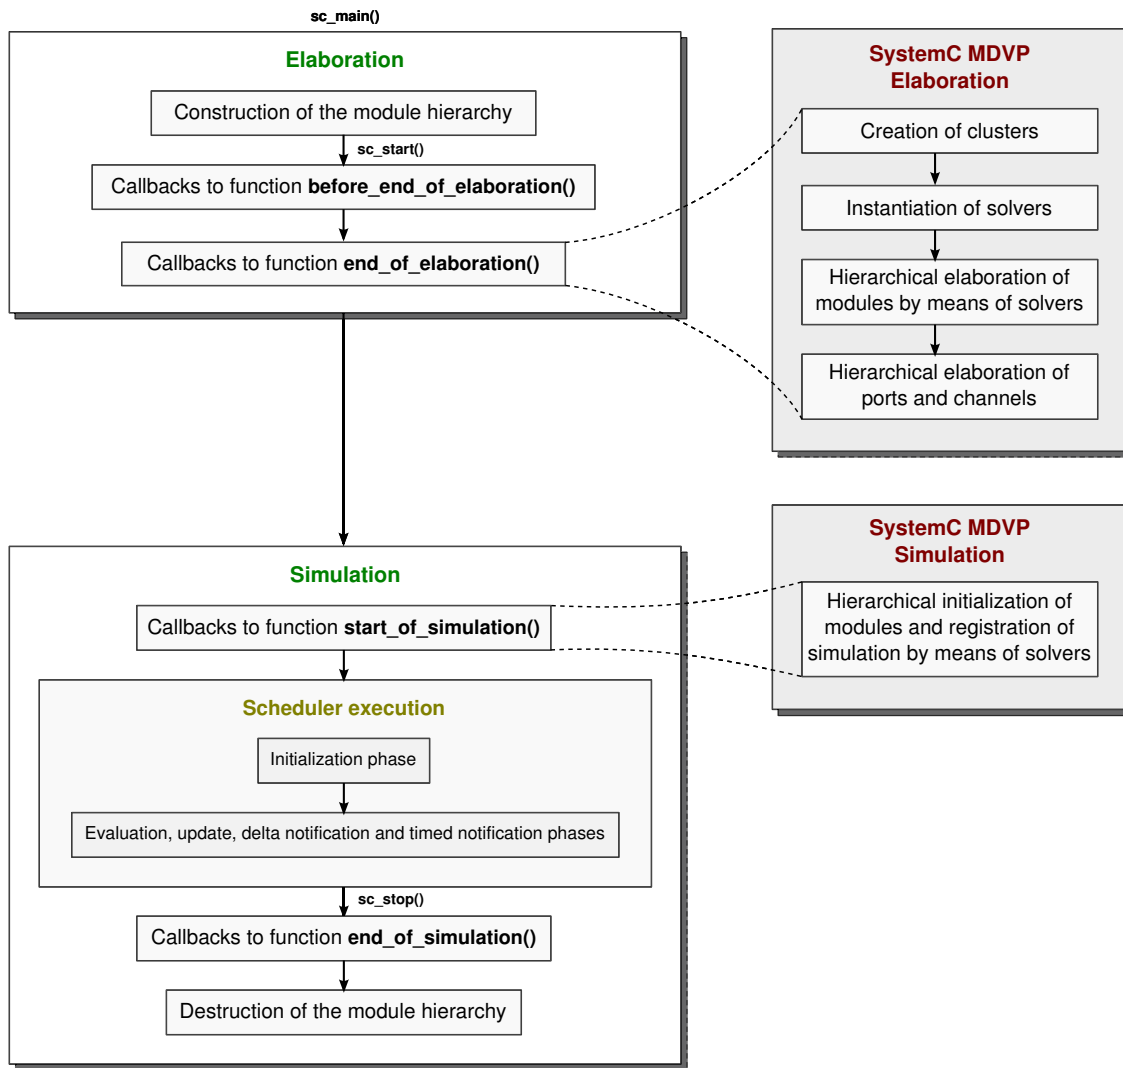 sc_main()
Elaboration
Construction of the module hierarchy
sc_start()
Callbacks to function before_end_of_elaboration()
Callbacks to function end_of_elaboration()
SystemC MDVP
Elaboration
Creation of clusters
Instantiation of solvers
Hierarchical elaboration of
modules by means of solvers
Hierarchical elaboration of
ports and channels
Simulation
Callbacks to function start_of_simulation()
Scheduler execution
Initialization phase
Evaluation, update, delta notification and timed notification phases
sc_stop()
Callbacks to function end_of_simulation()
Destruction of the module hierarchy
SystemC MDVP
Simulation
Hierarchical initialization of
modules and registration of
simulation by means of solvers